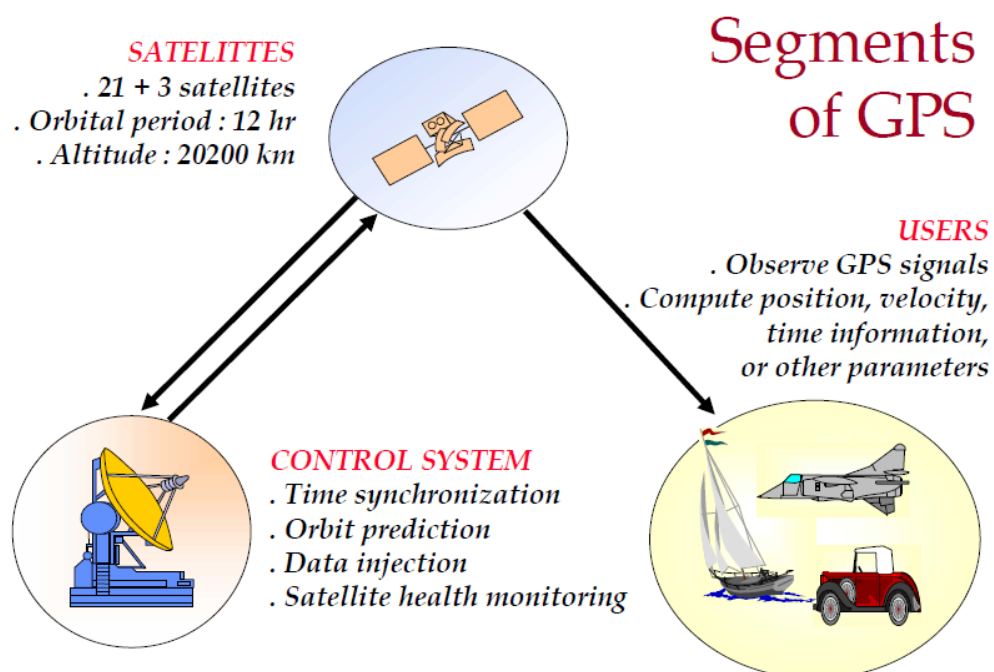 Segments
of GPS
SATELITTES
. 21 + 3 satellites
. Orbital period : 12 hr
. Altitude : 20200 km
USERS
. Observe GPS signals
. Compute position, velocity,
time information,
or other parameters
CONTROL SYSTEM
. Time synchronization
. Orbit prediction
. Data injection
. Satellite health monitoring